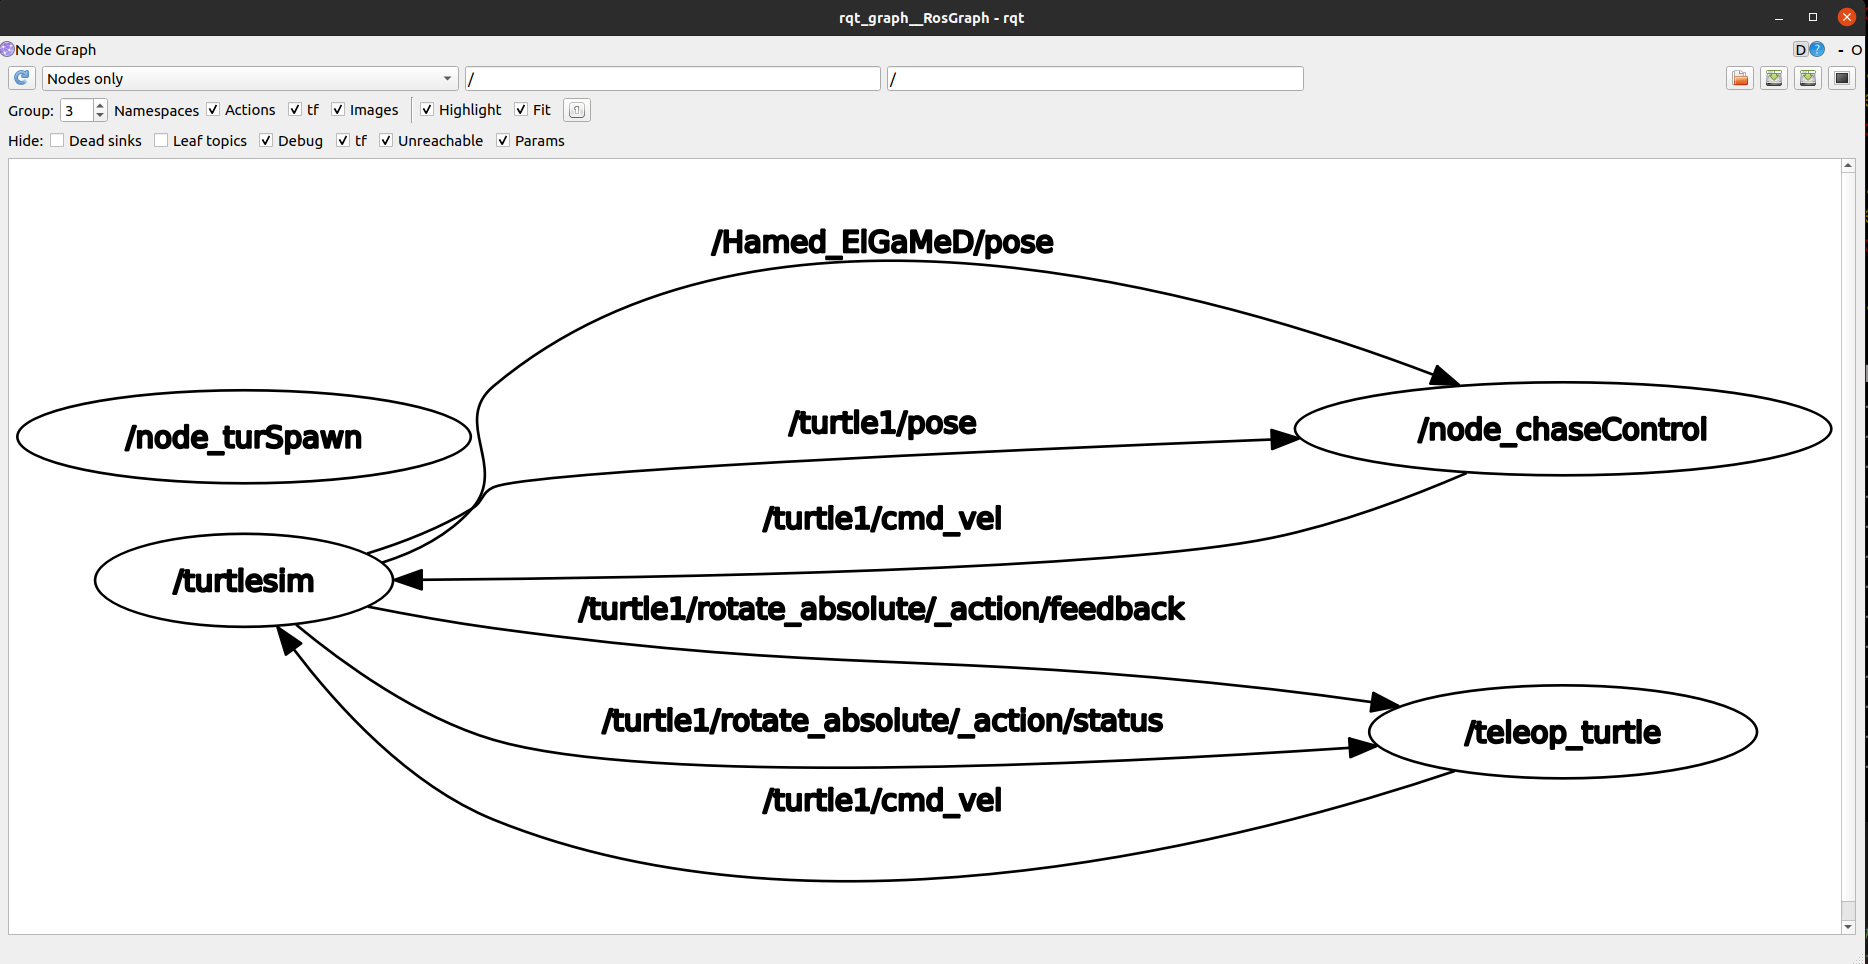 rqt_graph__RosGraph - rqt
Node Graph
D ? - O
Nodes only / /
Group: 3 Namespaces Actions tf Images Highlight Fit
Hide: Dead sinks Leaf topics Debug tf Unreachable Params
/Hamed_ElGaMeD/pose
/turtle1/pose
/node_turSpawn
/node_chaseControl
/turtle1/cmd_vel
/turtlesim
/turtle1/rotate_absolute/_action/feedback
/turtle1/rotate_absolute/_action/status
/teleop_turtle
/turtle1/cmd_vel